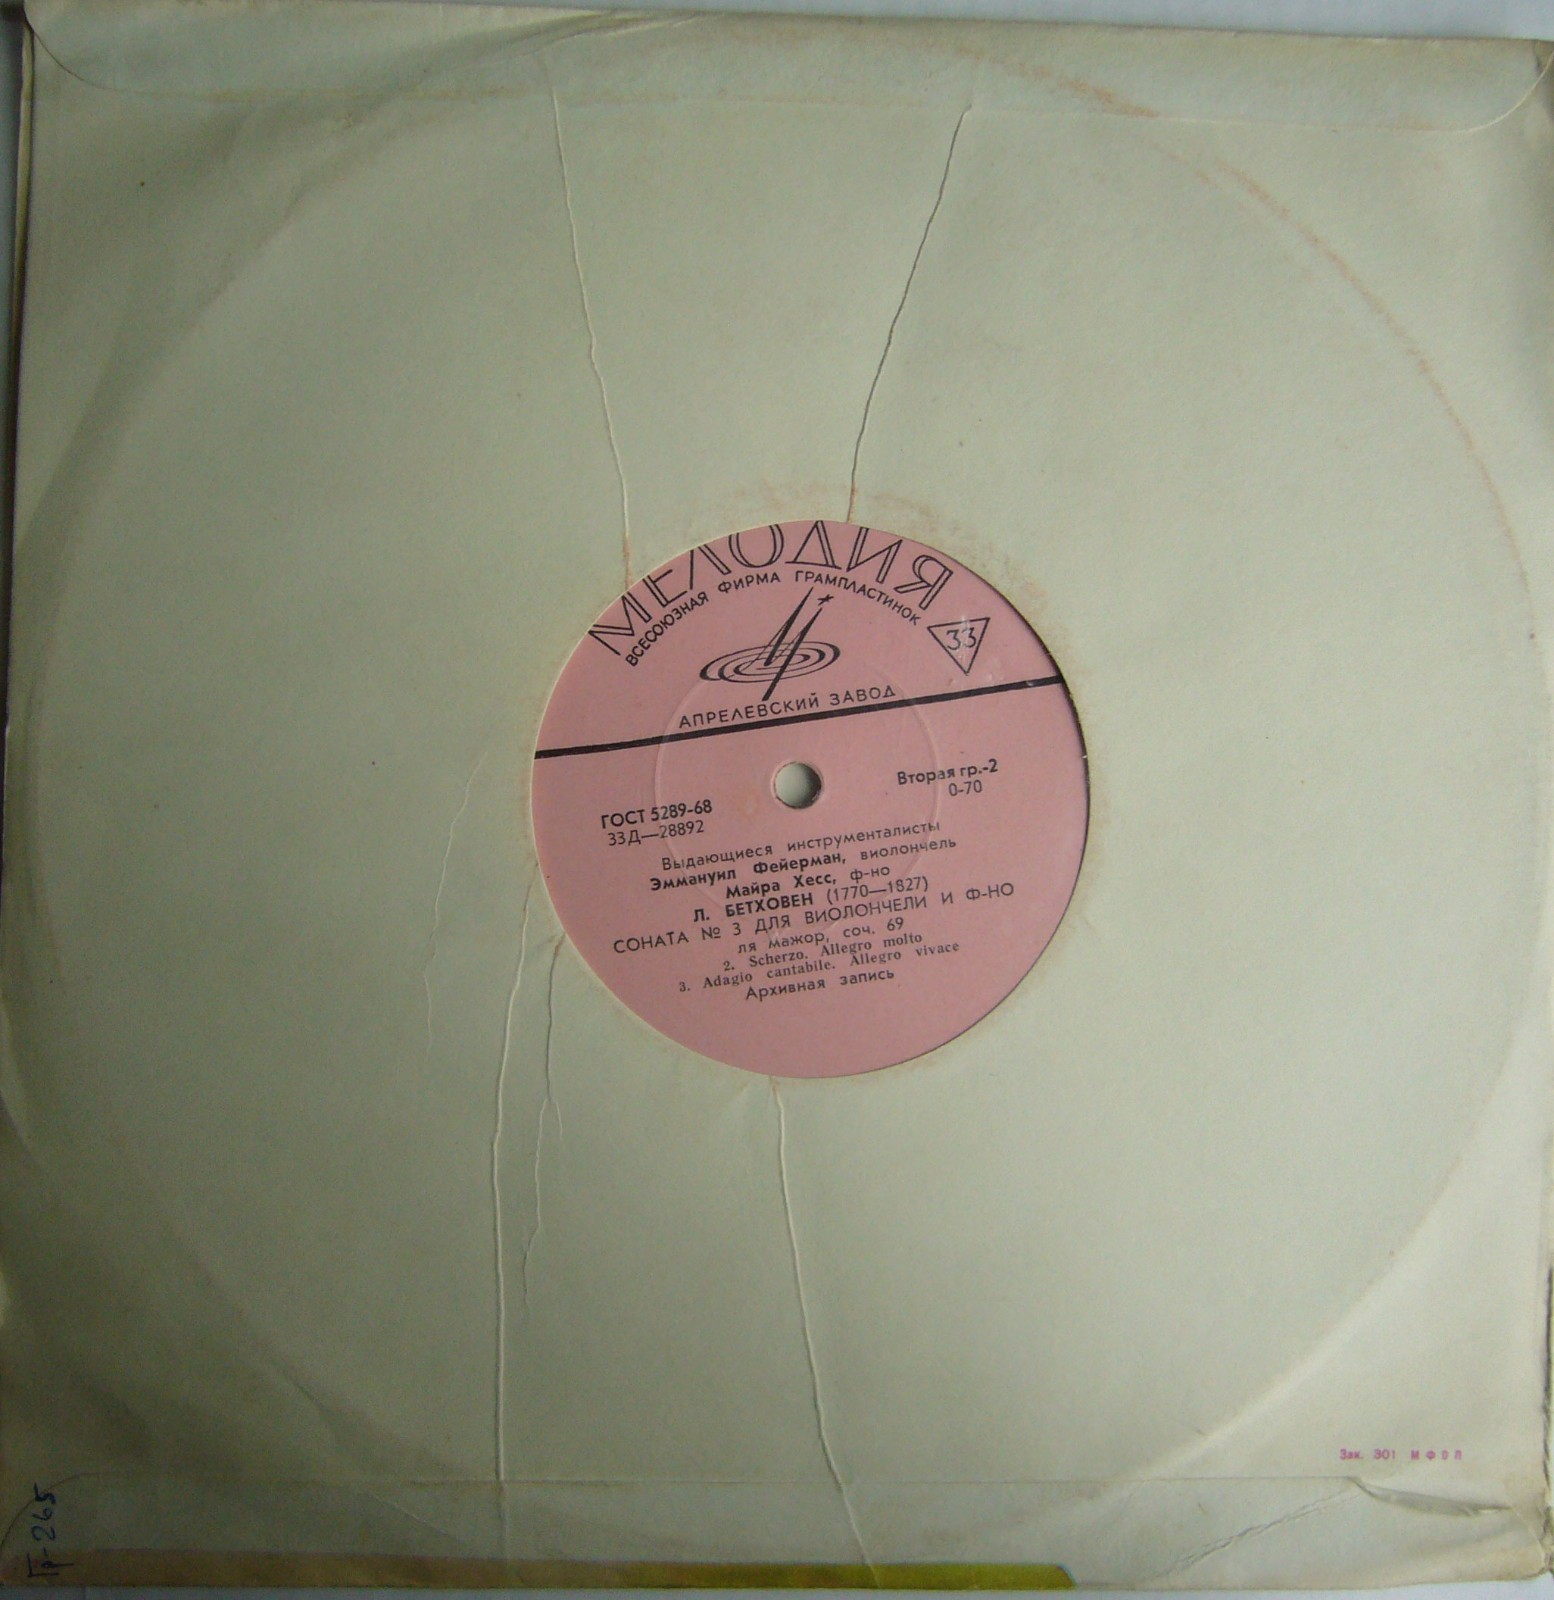 МЕЛОДИЯ
ВСЕСОЮЗНАЯ ФИРМА ГРАМПЛАСТИНОК
33
АПРЕЛЕВСКИЙ ЗАВОД
Вторая гр.-2
0-70
ГОСТ 5289-68
33Д—28892
Выдающиеся инструменталисты
Эммануил Фейерман, виолончель
Майра Хесс, ф-но
Л. БЕТХОВЕН (1770—1827)
СОНАТА № 3 ДЛЯ ВИОЛОНЧЕЛИ И Ф-НО
ля мажор, соч. 69
2. Scherzo. Allegro molto
3. Adagio cantabile. Allegro vivace
Архивная запись
Зак. 301
Гр-265